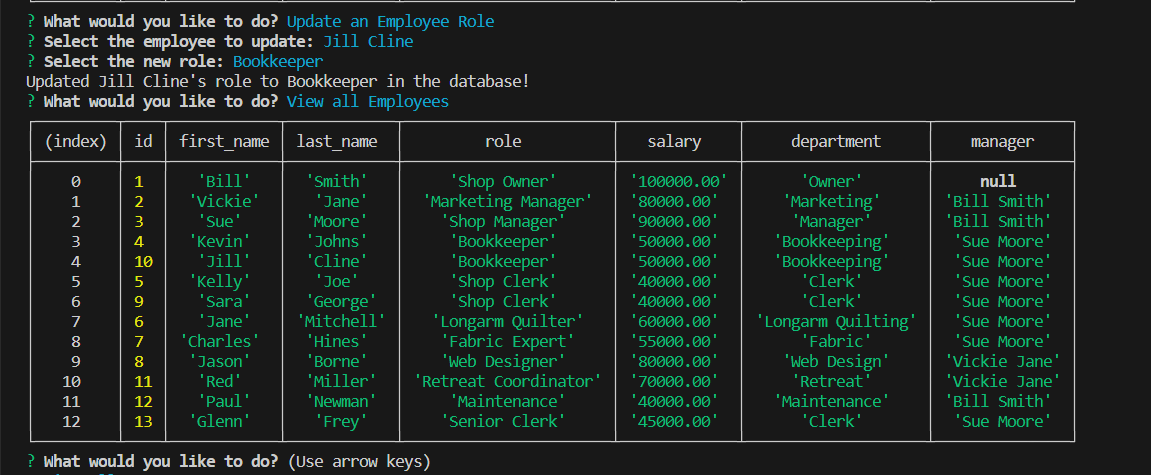 ? What would you like to do? Update an Employee Role
? Select the employee to update: Jill Cline
? Select the new role: Bookkeeper
Updated Jill Cline's role to Bookkeeper in the database!
? What would you like to do? View all Employees
(index) id first_name last_name role salary department manager
0 1 'Bill' 'Smith' 'Shop Owner' '100000.00' 'Owner' null
1 2 'Vickie' 'Jane' 'Marketing Manager' '80000.00' 'Marketing' 'Bill Smith'
2 3 'Sue' 'Moore' 'Shop Manager' '90000.00' 'Manager' 'Bill Smith'
3 4 'Kevin' 'Johns' 'Bookkeeper' '50000.00' 'Bookkeeping' 'Sue Moore'
4 10 'Jill' 'Cline' 'Bookkeeper' '50000.00' 'Bookkeeping' 'Sue Moore'
5 5 'Kelly' 'Joe' 'Shop Clerk' '40000.00' 'Clerk' 'Sue Moore'
6 9 'Sara' 'George' 'Shop Clerk' '40000.00' 'Clerk' 'Sue Moore'
7 6 'Jane' 'Mitchell' 'Longarm Quilter' '60000.00' 'Longarm Quilting' 'Sue Moore'
8 7 'Charles' 'Hines' 'Fabric Expert' '55000.00' 'Fabric' 'Sue Moore'
9 8 'Jason' 'Borne' 'Web Designer' '80000.00' 'Web Design' 'Vickie Jane'
10 11 'Red' 'Miller' 'Retreat Coordinator' '70000.00' 'Retreat' 'Vickie Jane'
11 12 'Paul' 'Newman' 'Maintenance' '40000.00' 'Maintenance' 'Bill Smith'
12 13 'Glenn' 'Frey' 'Senior Clerk' '45000.00' 'Clerk' 'Sue Moore'
? What would you like to do? (Use arrow keys)